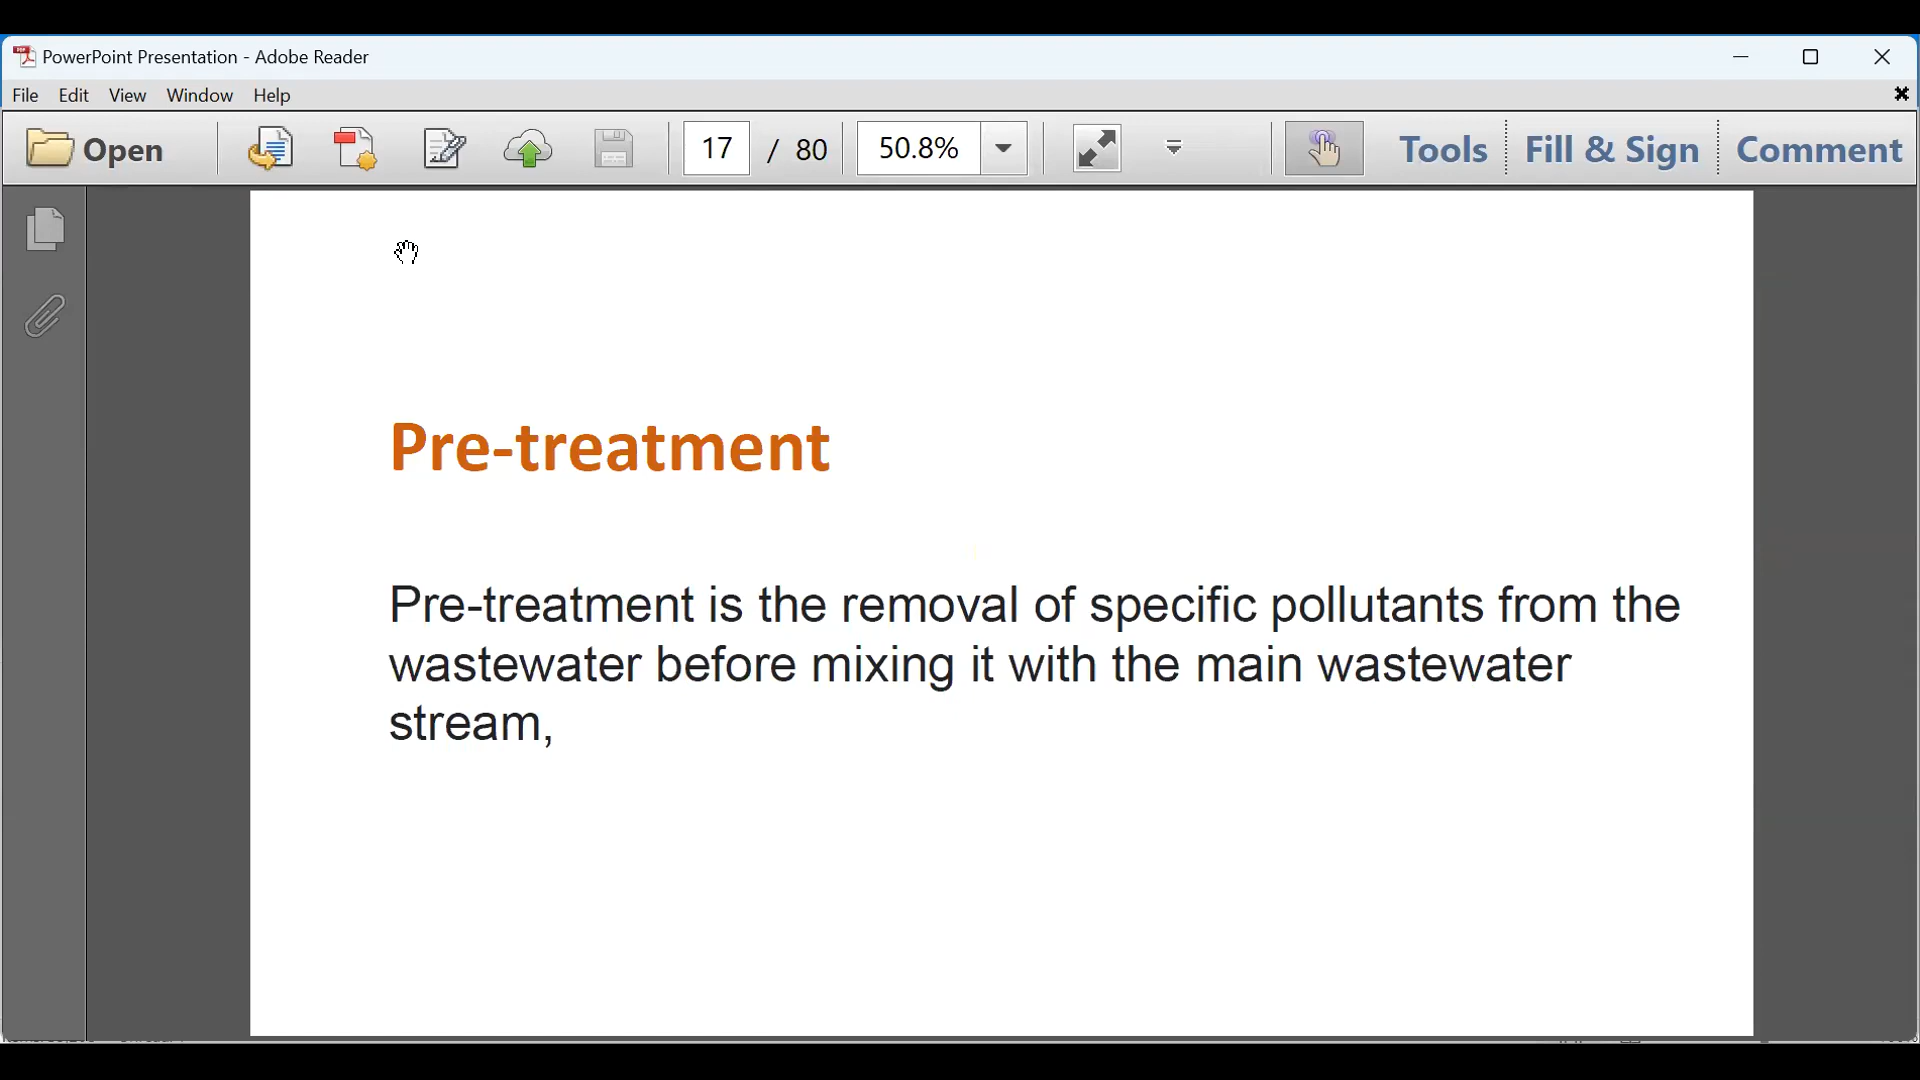 PowerPoint Presentation - Adobe Reader
File Edit View Window Help
Open 17 / 80 50.8% Tools Fill & Sign Comment
Pre-treatment
Pre-treatment is the removal of specific pollutants from the
wastewater before mixing it with the main wastewater
stream,